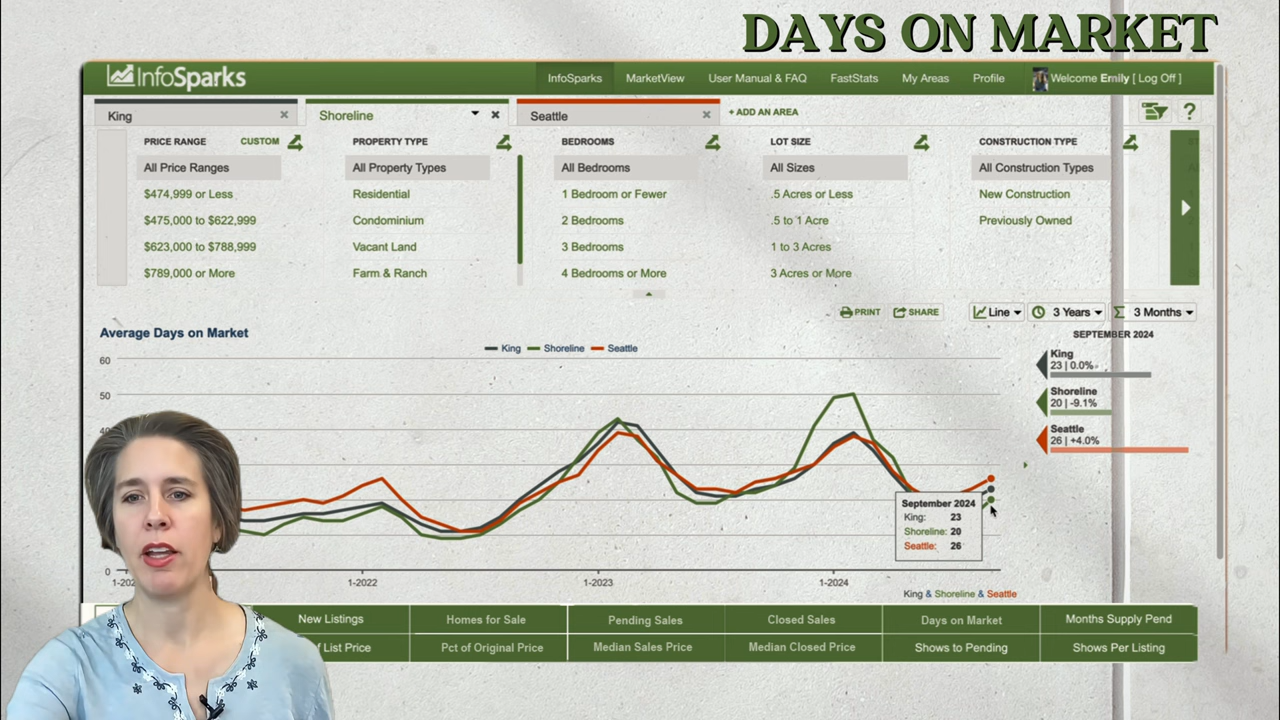 DAYS ON MARKET
InfoSparks
InfoSparks MarketView User Manual & FAQ FastStats My Areas Profile Welcome Emily [ Log Off ]
King Shoreline Seattle + ADD AN AREA ?
PRICE RANGE CUSTOM PROPERTY TYPE BEDROOMS LOT SIZE CONSTRUCTION TYPE
All Price Ranges All Property Types All Bedrooms All Sizes All Construction Types
$474,999 or Less Residential 1 Bedroom or Fewer .5 Acres or Less New Construction
$475,000 to $622,999 Condominium 2 Bedrooms .5 to 1 Acre Previously Owned
$623,000 to $788,999 Vacant Land 3 Bedrooms 1 to 3 Acres
$789,000 or More Farm & Ranch 4 Bedrooms or More 3 Acres or More
PRINT SHARE Line 3 Years Σ 3 Months
Average Days on Market
SEPTEMBER 2024
King Shoreline Seattle
King
23 | 0.0%
Shoreline
20 | -9.1%
Seattle
26 | +4.0%
60
50
September 2024
King: 23
Shoreline: 20
Seattle: 26
0
1-2022 1-2023 1-2024
King & Shoreline & Seattle
New Listings Homes for Sale Pending Sales Closed Sales Days on Market Months Supply Pend
List Price Pct of Original Price Median Sales Price Median Closed Price Shows to Pending Shows Per Listing